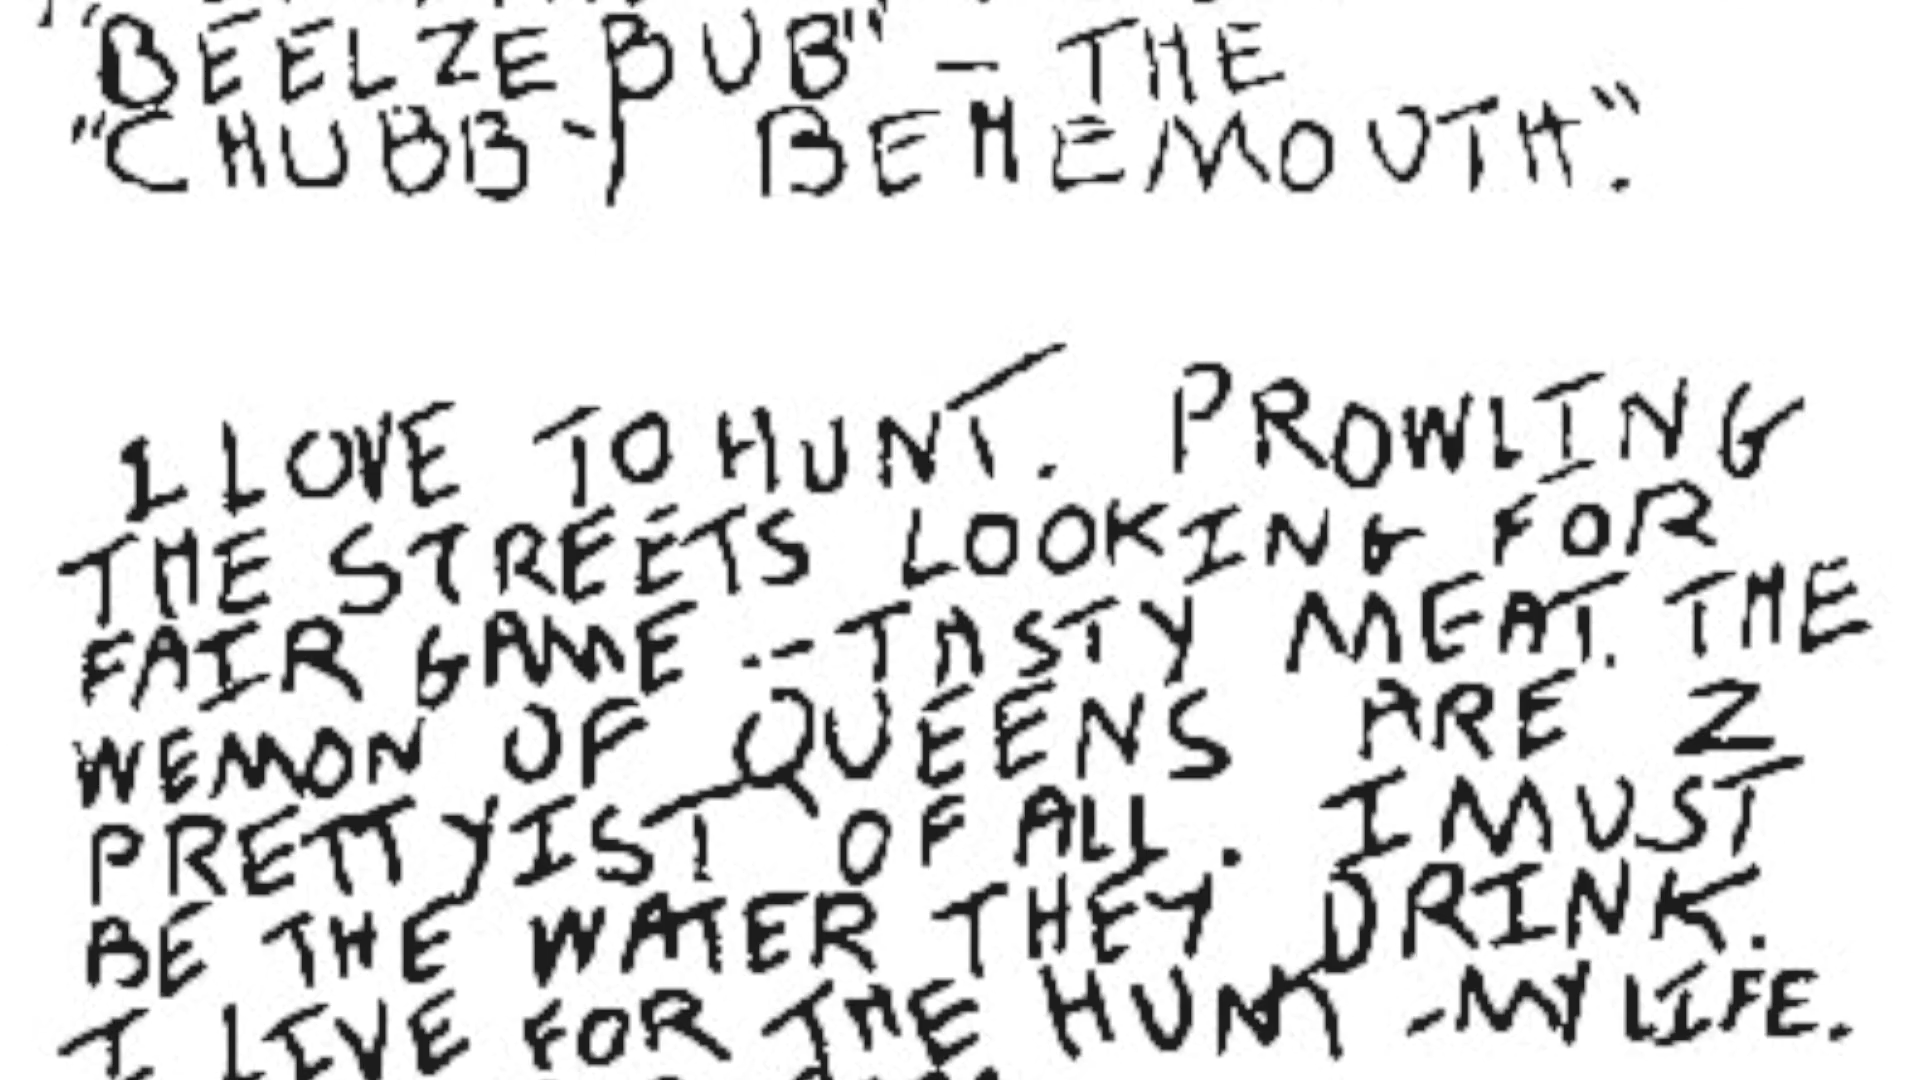 "BEELZEBUB" - THE
"CHUBB-Y BEHEMOUTH".
I LOVE TO HUNT. PROWLING
THE STREETS LOOKING FOR
FAIR GAME -- TASTY MEAT. THE
WEMON OF QUEENS ARE Z
PRETTYIST OF ALL. I MUST
BE THE WATER THEY DRINK.
I LIVE FOR THE HUNT -MY LIFE.